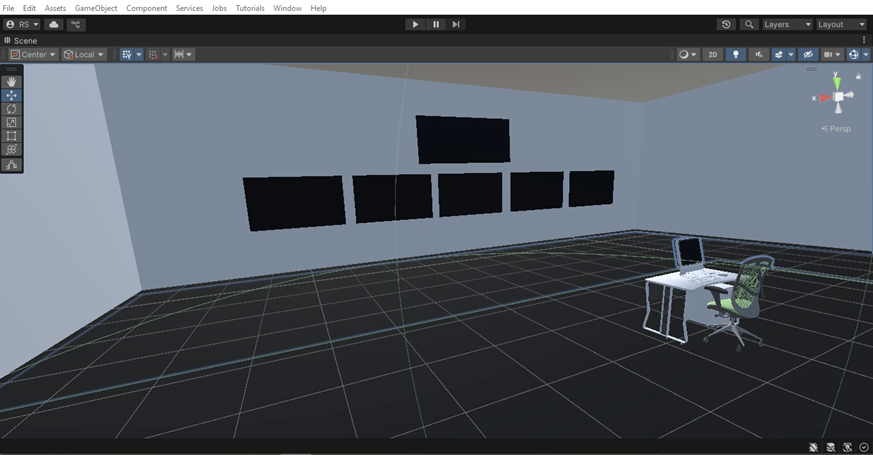 File Edit Assets GameObject Component Services Jobs Tutorials Window Help
RS Layers Layout
Scene
Center Local 2D
y
x
Persp